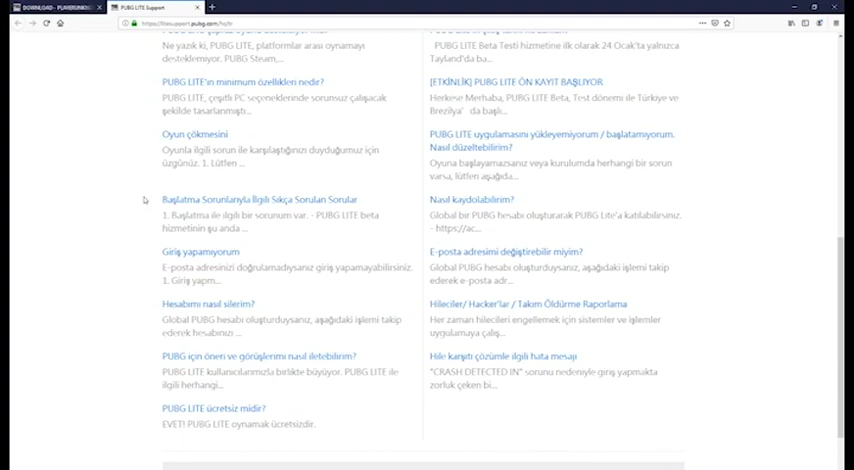 DOWNLOAD - PLAYERUNKN
PUBG LITE Support
https://litesupport.pubg.com/hc/tr
Ne yazık ki, PUBG LITE, platformlar arası oynamayı
desteklemiyor. PUBG Steam,...
PUBG LITE'ın minimum özellikleri nedir?
PUBG LITE, çeşitli PC seçeneklerinde sorunsuz çalışacak
şekilde tasarlanmıştı...
Oyun çökmesini
Oyunla ilgili sorun ile karşılaştığınızı duyduğumuz için
üzgünüz. 1. Lütfen ...
Başlatma Sorunlarıyla İlgili Sıkça Sorulan Sorular
1. Başlatma ile ilgili bir sorunum var. - PUBG LITE beta
hizmetinin şu anda ...
Giriş yapamıyorum
E-posta adresinizi doğrulamadıysanız giriş yapamayabilirsiniz.
1. Giriş yapm...
Hesabımı nasıl silerim?
Global PUBG hesabı oluşturduysanız, aşağıdaki işlemi takip
ederek hesabınızı ...
PUBG için öneri ve görüşlerimi nasıl iletebilirim?
PUBG LITE kullanıcılarımızla birlikte büyüyor. PUBG LITE ile
ilgili herhangi...
PUBG LITE ücretsiz midir?
EVET! PUBG LITE oynamak ücretsizdir.
PUBG LITE Beta Testi hizmetine ilk olarak 24 Ocak'ta yalnızca
Tayland'da ba...
[ETKİNLİK] PUBG LITE ÖN KAYIT BAŞLIYOR
Herkese Merhaba, PUBG LITE Beta, Test dönemi ile Türkiye ve
Brezilya' da başlı...
PUBG LITE uygulamasını yükleyemiyorum / başlatamıyorum.
Nasıl düzeltebilirim?
Oyuna başlayamazsanız veya kurulumda herhangi bir sorun
varsa, lütfen aşağıda...
Nasıl kaydolabilirim?
Global bir PUBG hesabı oluşturarak PUBG Lite'a katılabilirsiniz.
- https://ac...
E-posta adresimi değiştirebilir miyim?
Global PUBG hesabı oluşturduysanız, aşağıdaki işlemi takip
ederek e-posta adr...
Hileciler/ Hacker'lar / Takım Öldürme Raporlama
Her zaman hilecileri engellemek için sistemler ve işlemler
uygulamaya çalış...
Hile karşıtı çözümle ilgili hata mesajı
"CRASH DETECTED IN" sorunu nedeniyle giriş yapmakta
zorluk çeken bi...